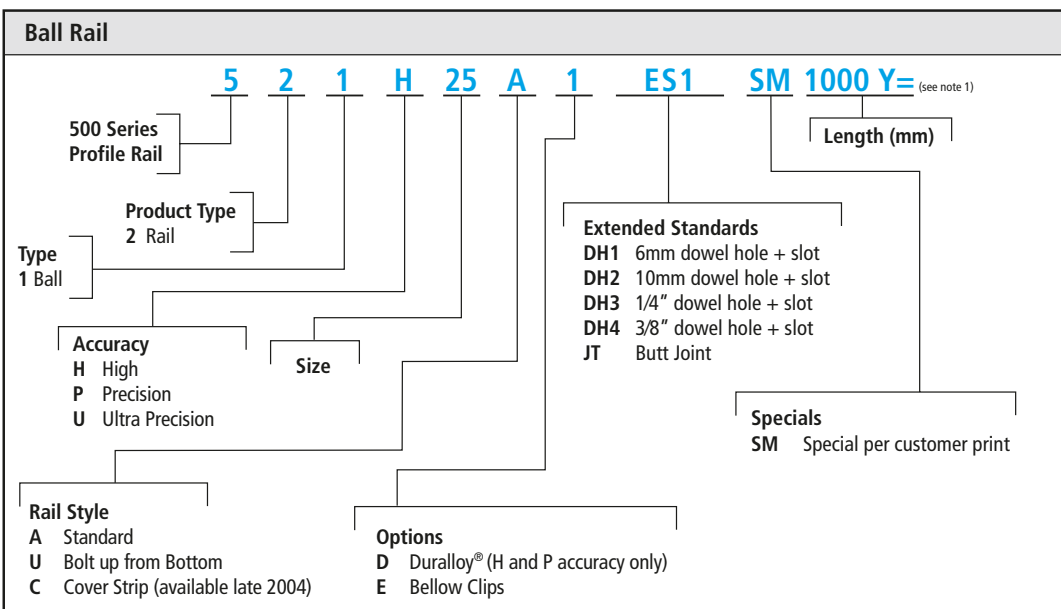 Ball Rail
5 2 1 H 25 A 1 ES1 SM 1000 Y= (see note 1)
500 Series
Profile Rail
Length (mm)
Product Type
2 Rail
Type
1 Ball
Extended Standards
DH1 6mm dowel hole + slot
DH2 10mm dowel hole + slot
DH3 1/4" dowel hole + slot
DH4 3/8" dowel hole + slot
JT Butt Joint
Accuracy
H High
P Precision
U Ultra Precision
Size
Specials
SM Special per customer print
Rail Style
A Standard
U Bolt up from Bottom
C Cover Strip (available late 2004)
Options
D Duralloy® (H and P accuracy only)
E Bellow Clips